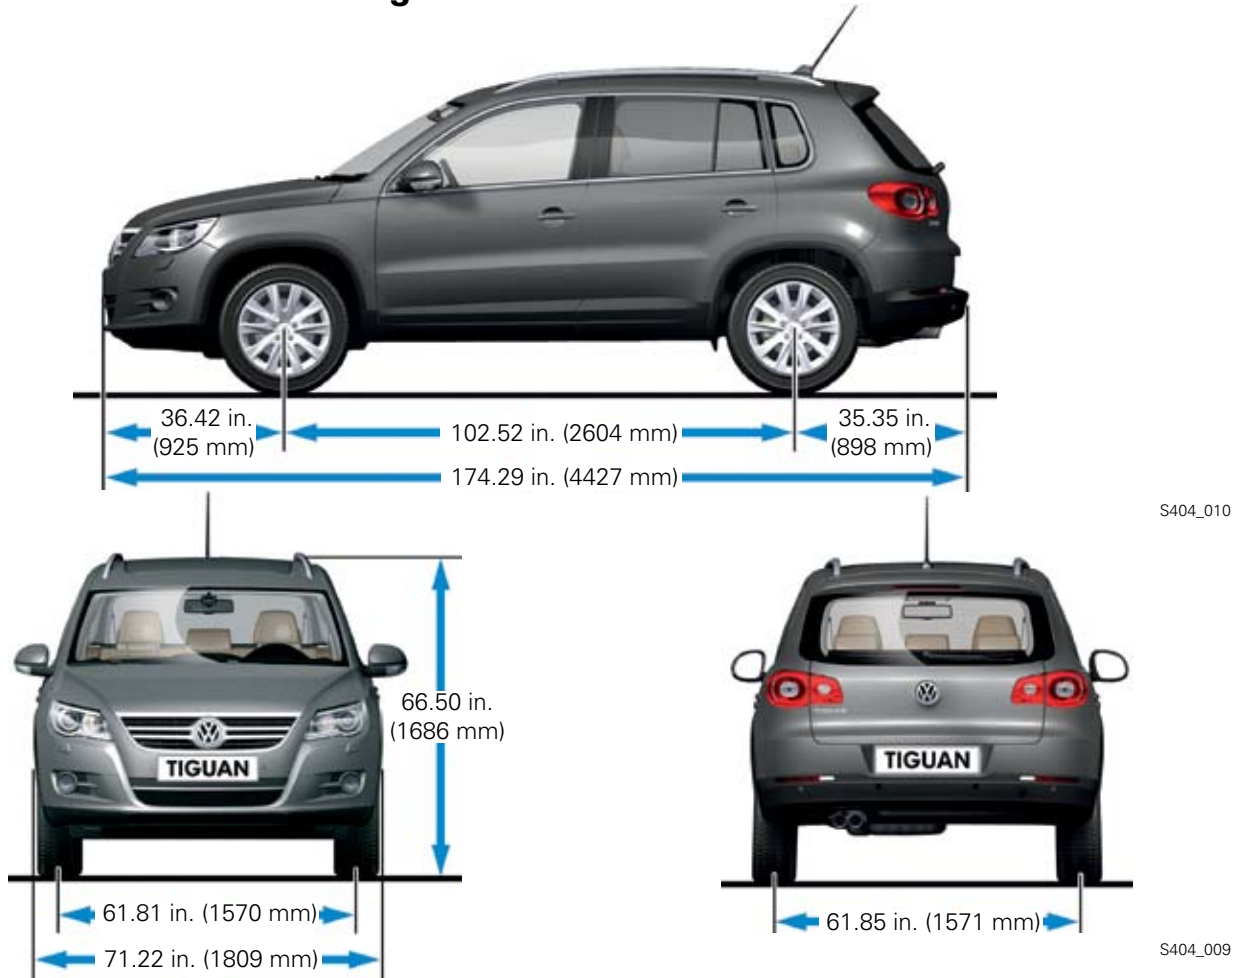 36.42 in.
(925 mm)
102.52 in. (2604 mm)
35.35 in.
(898 mm)
174.29 in. (4427 mm)
S404_010
66.50 in.
(1686 mm)
TIGUAN
TIGUAN
61.81 in. (1570 mm)
61.85 in. (1571 mm)
71.22 in. (1809 mm)
S404_009